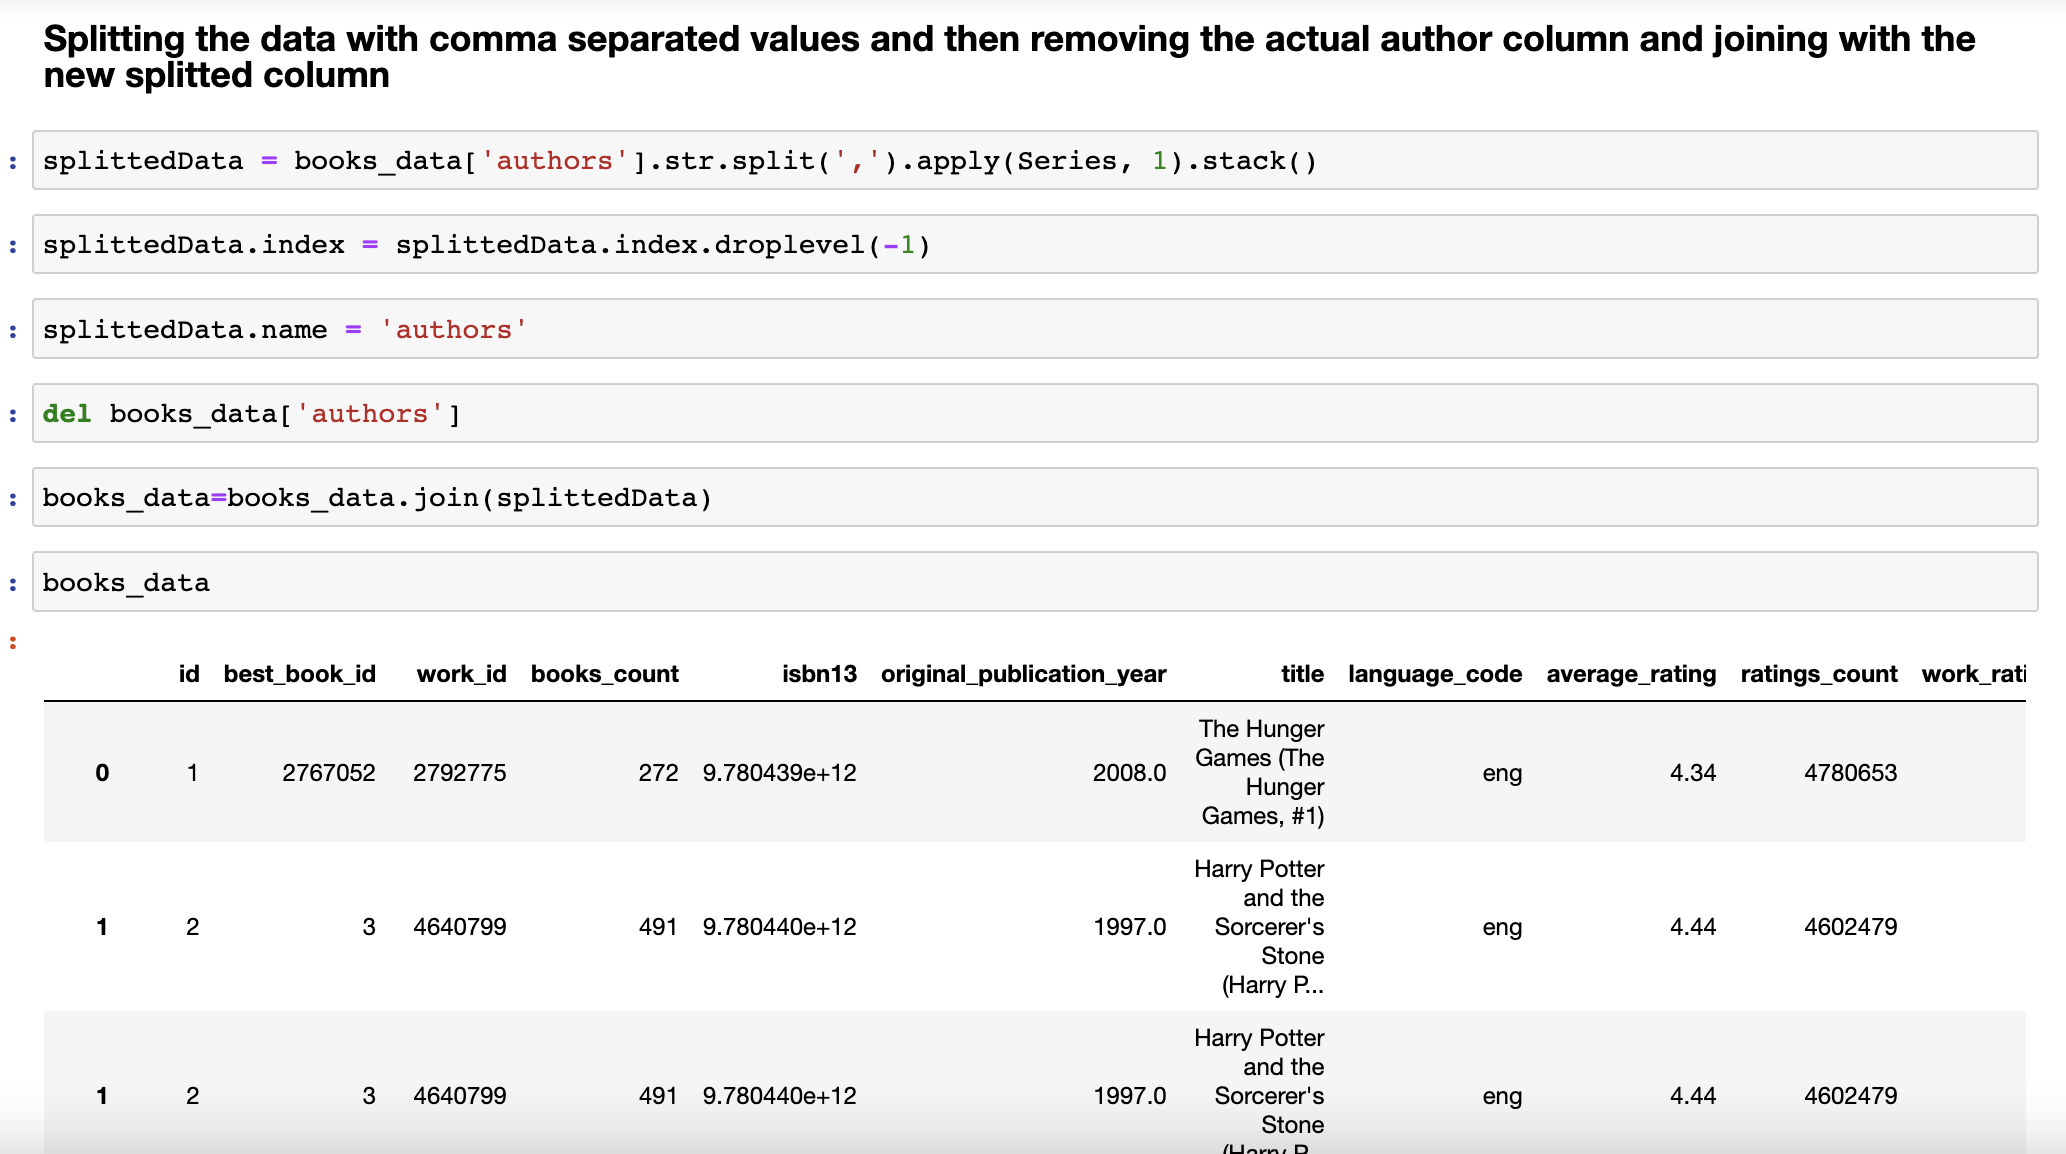 Splitting the data with comma separated values and then removing the actual author column and joining with the
new splitted column
: splittedData = books_data['authors'].str.split(',').apply(Series, 1).stack()
: splittedData.index = splittedData.index.droplevel(-1)
: splittedData.name = 'authors'
: del books_data['authors']
: books_data=books_data.join(splittedData)
: books_data
:
id best_book_id work_id books_count isbn13 original_publication_year title language_code average_rating ratings_count work_rati
0 1 2767052 2792775 272 9.780439e+12 2008.0 The Hunger
Games (The
Hunger
Games, #1) eng 4.34 4780653
1 2 3 4640799 491 9.780440e+12 1997.0 Harry Potter
and the
Sorcerer's
Stone
(Harry P... eng 4.44 4602479
1 2 3 4640799 491 9.780440e+12 1997.0 Harry Potter
and the
Sorcerer's
Stone
(Harry P eng 4.44 4602479